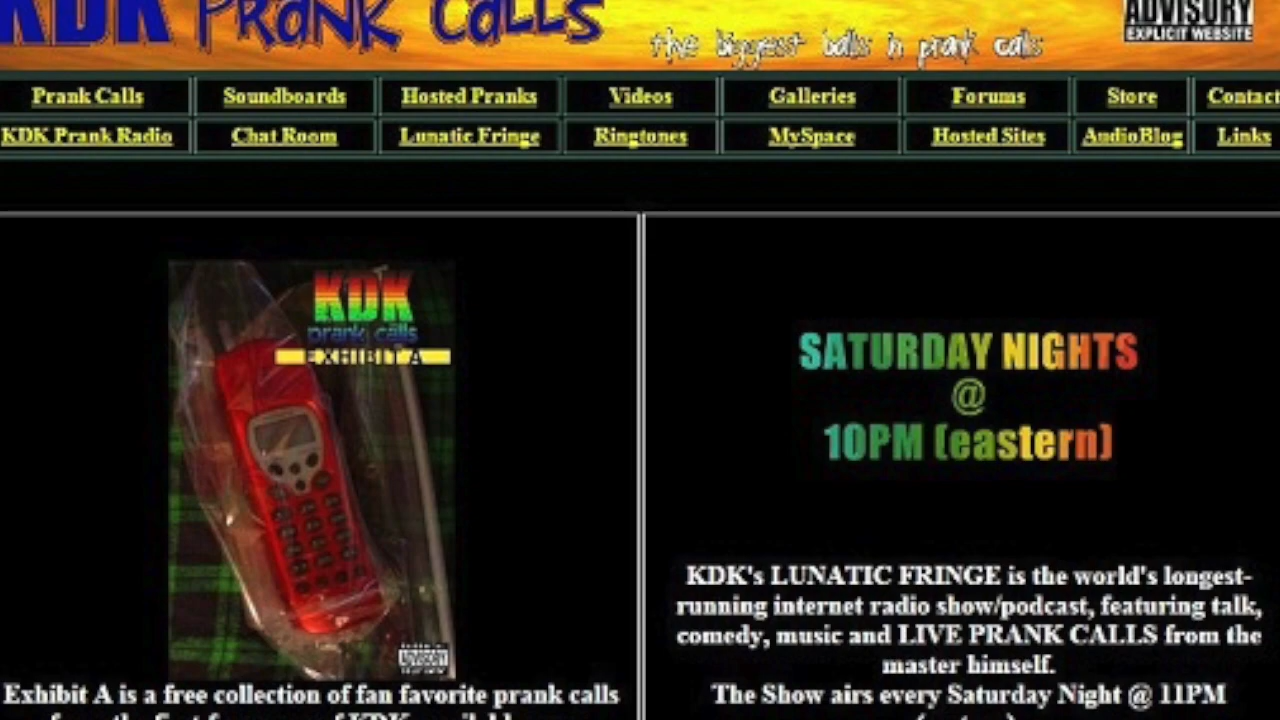 KDK PRANK CALLS
the biggest balls in prank calls
ADVISORY
EXPLICIT WEBSITE
Prank Calls Soundboards Hosted Pranks Videos Galleries Forums Store Contact
KDK Prank Radio Chat Room Lunatic Fringe Ringtones MySpace Hosted Sites AudioBlog Links
KDK
prank calls
EXHIBIT A
ADVISORY
Exhibit A is a free collection of fan favorite prank calls
SATURDAY NIGHTS
@
10PM (eastern)
KDK's LUNATIC FRINGE is the world's longest-
running internet radio show/podcast, featuring talk,
comedy, music and LIVE PRANK CALLS from the
master himself.
The Show airs every Saturday Night @ 11PM